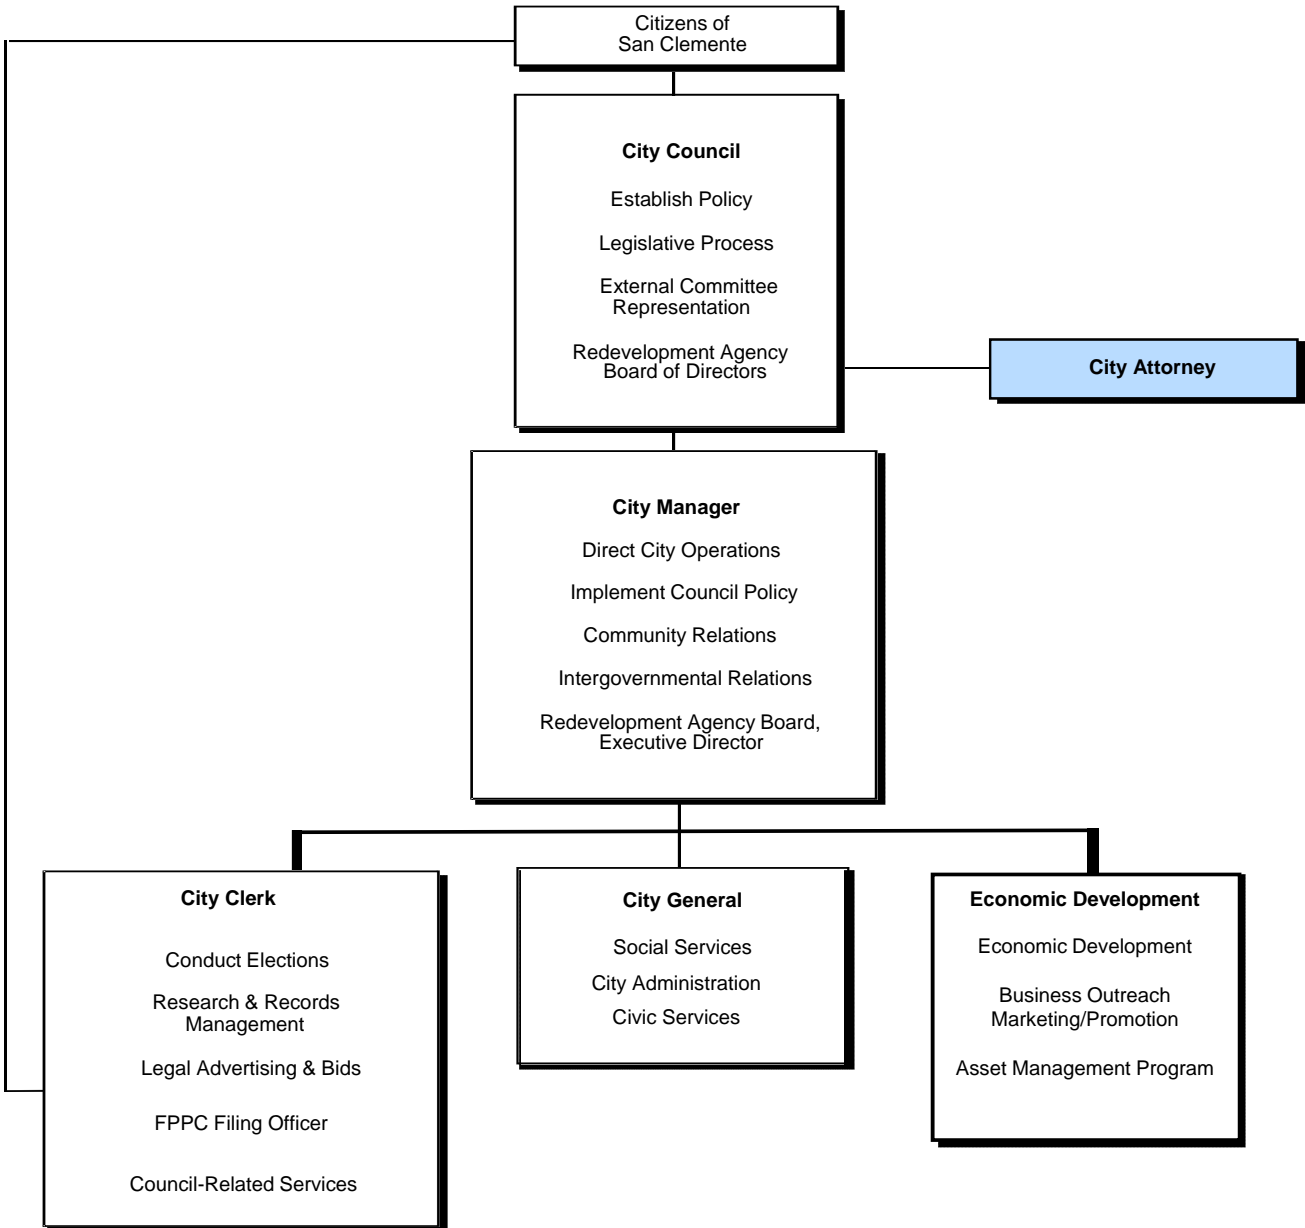 Citizens of
San Clemente
City Council
Establish Policy
Legislative Process
External Committee
Representation
Redevelopment Agency
Board of Directors
City Attorney
City Manager
Direct City Operations
Implement Council Policy
Community Relations
Intergovernmental Relations
Redevelopment Agency Board,
Executive Director
City Clerk
Conduct Elections
Research & Records
Management
Legal Advertising & Bids
FPPC Filing Officer
Council-Related Services
City General
Social Services
City Administration
Civic Services
Economic Development
Economic Development
Business Outreach
Marketing/Promotion
Asset Management Program